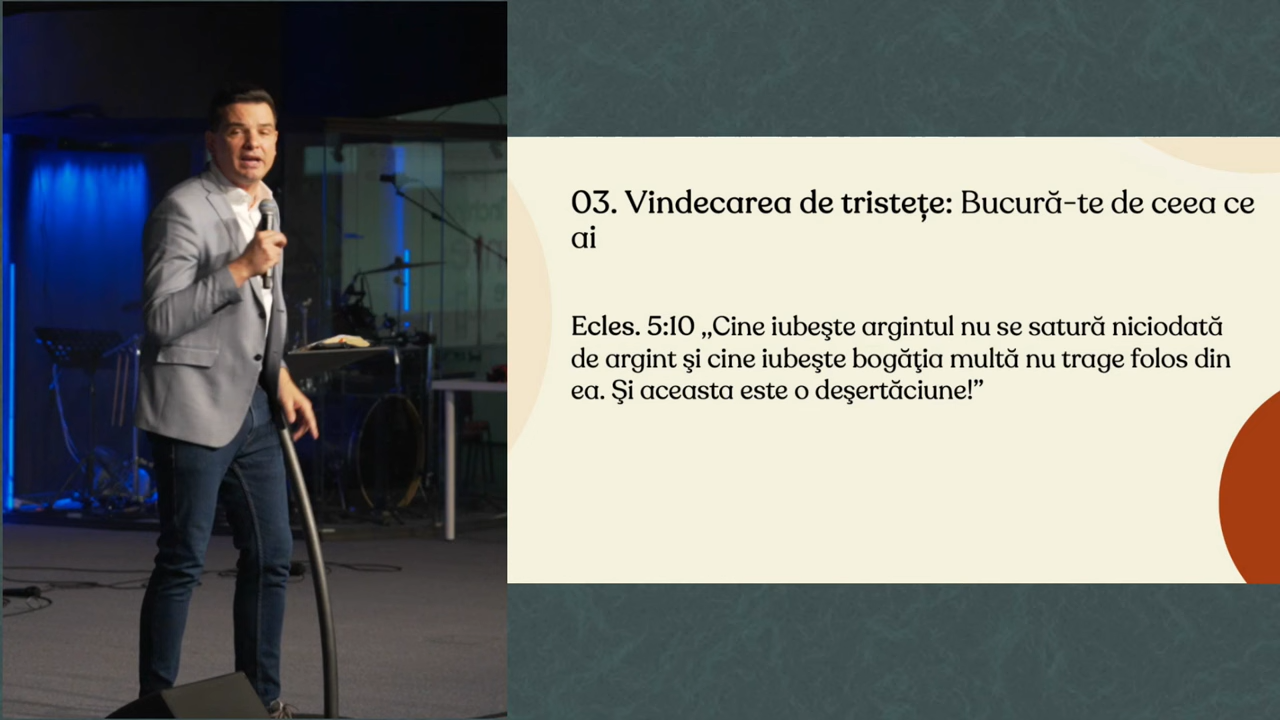 03. Vindecarea de tristețe: Bucură-te de ceea ce
ai
Ecles. 5:10 „Cine iubeşte argintul nu se satură niciodată
de argint şi cine iubeşte bogăţia multă nu trage folos din
ea. Şi aceasta este o deşertăciune!”